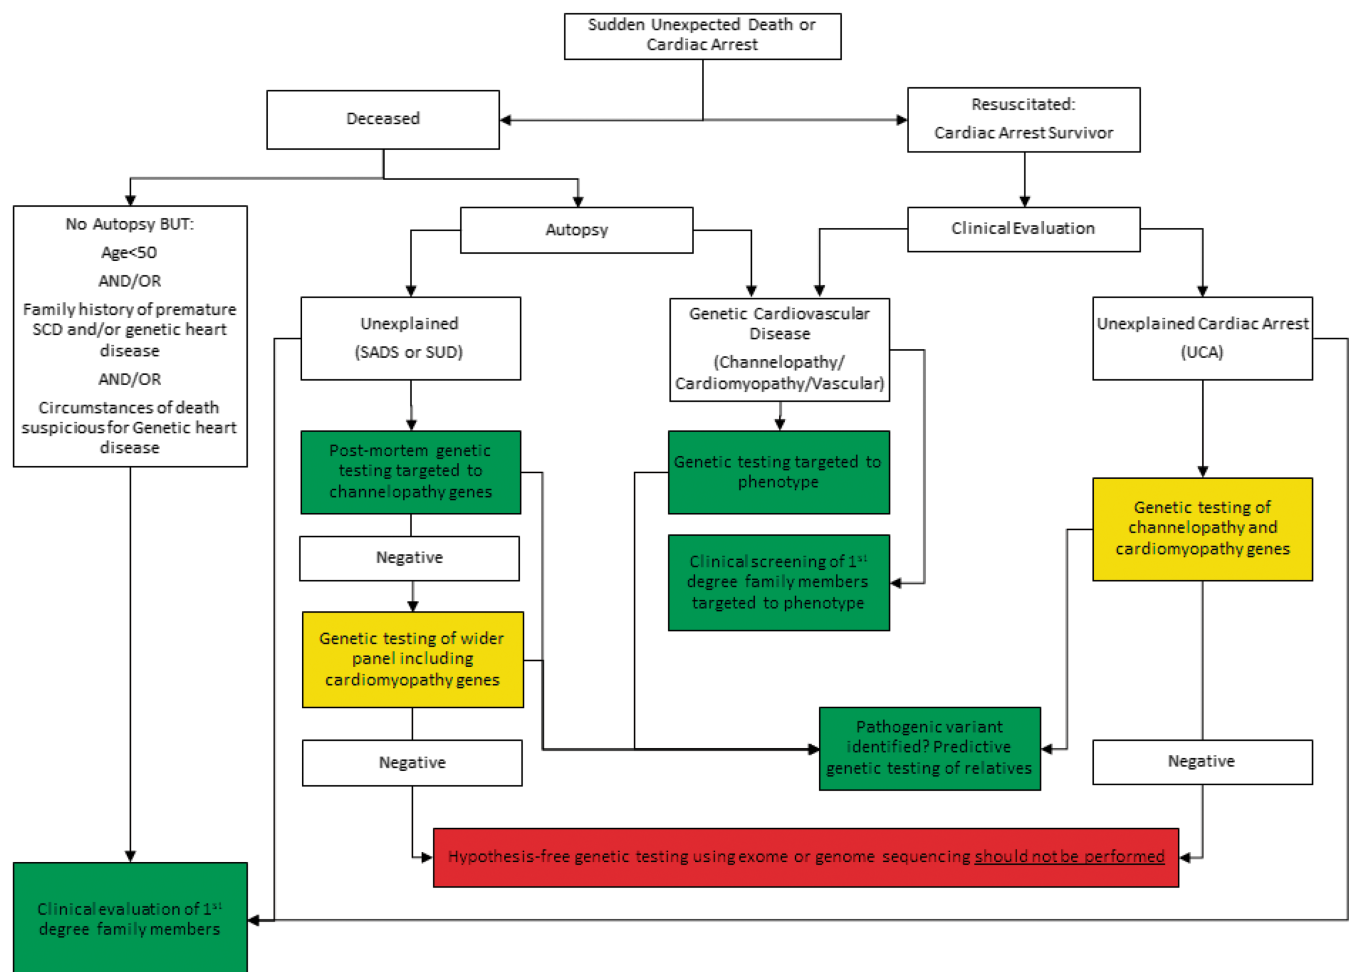 Sudden Unexpected Death or
Cardiac Arrest
Deceased
Resuscitated:
Cardiac Arrest Survivor
No Autopsy BUT:
Age<50
AND/OR
Family history of premature
SCD and/or genetic heart
disease
AND/OR
Circumstances of death
suspicious for Genetic heart
disease
Autopsy
Clinical Evaluation
Unexplained
(SADS or SUD)
Genetic Cardiovascular
Disease
(Channelopathy/
Cardiomyopathy/Vascular)
Unexplained Cardiac Arrest
(UCA)
Post-mortem genetic
testing targeted to
channelopathy genes
Genetic testing targeted to
phenotype
Genetic testing of
channelopathy and
cardiomyopathy genes
Negative
Clinical screening of 1st
degree family members
targeted to phenotype
Genetic testing of wider
panel including
cardiomyopathy genes
Pathogenic variant
identified? Predictive
genetic testing of relatives
Negative
Negative
Hypothesis-free genetic testing using exome or genome sequencing should not be performed
Clinical evaluation of 1st
degree family members